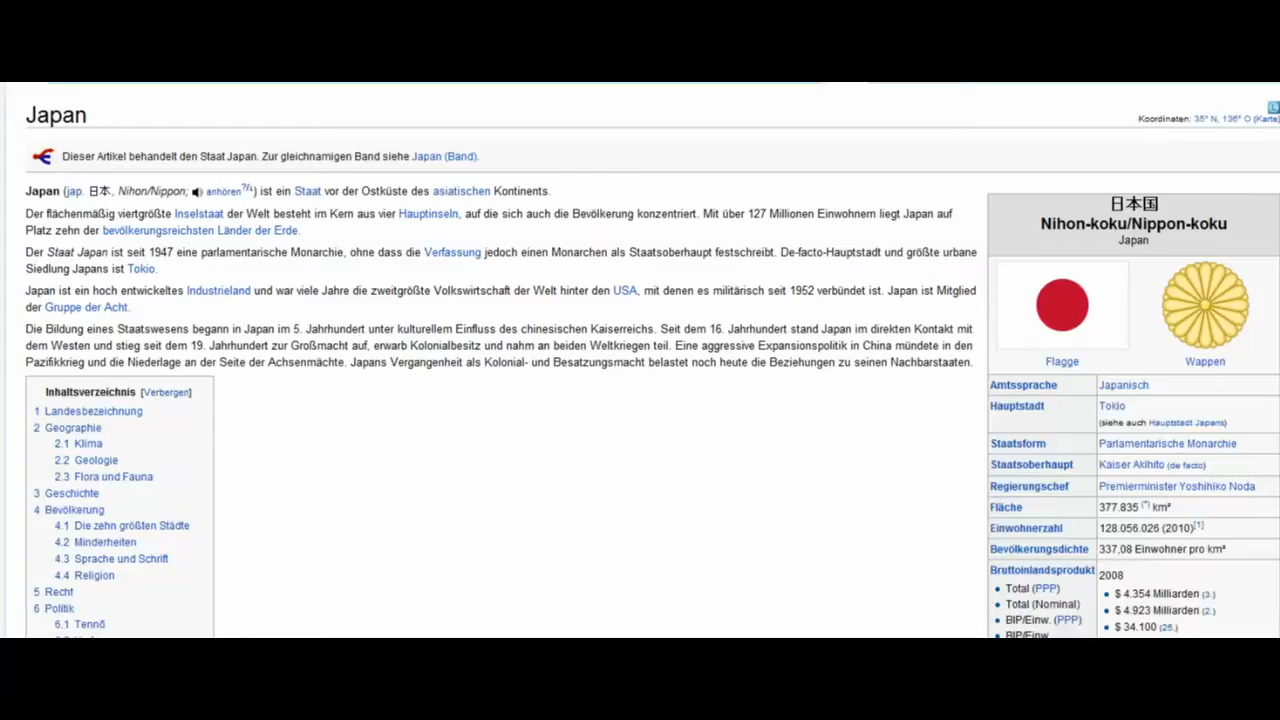 Japan
Koordinaten: 35° N, 136° O (Karte)
Dieser Artikel behandelt den Staat Japan. Zur gleichnamigen Band siehe Japan (Band).
Japan (jap. 日本, Nihon/Nippon; anhören?/i) ist ein Staat vor der Ostküste des asiatischen Kontinents.
Der flächenmäßig viertgrößte Inselstaat der Welt besteht im Kern aus vier Hauptinseln, auf die sich auch die Bevölkerung konzentriert. Mit über 127 Millionen Einwohnern liegt Japan auf
Platz zehn der bevölkerungsreichsten Länder der Erde.
Der Staat Japan ist seit 1947 eine parlamentarische Monarchie, ohne dass die Verfassung jedoch einen Monarchen als Staatsoberhaupt festschreibt. De-facto-Hauptstadt und größte urbane
Siedlung Japans ist Tokio.
Japan ist ein hoch entwickeltes Industrieland und war viele Jahre die zweitgrößte Volkswirtschaft der Welt hinter den USA, mit denen es militärisch seit 1952 verbündet ist. Japan ist Mitglied
der Gruppe der Acht.
Die Bildung eines Staatswesens begann in Japan im 5. Jahrhundert unter kulturellem Einfluss des chinesischen Kaiserreichs. Seit dem 16. Jahrhundert stand Japan im direkten Kontakt mit
dem Westen und stieg seit dem 19. Jahrhundert zur Großmacht auf, erwarb Kolonialbesitz und nahm an beiden Weltkriegen teil. Eine aggressive Expansionspolitik in China mündete in den
Pazifikkrieg und die Niederlage an der Seite der Achsenmächte. Japans Vergangenheit als Kolonial- und Besatzungsmacht belastet noch heute die Beziehungen zu seinen Nachbarstaaten.
Inhaltsverzeichnis [Verbergen]
1 Landesbezeichnung
2 Geographie
2.1 Klima
2.2 Geologie
2.3 Flora und Fauna
3 Geschichte
4 Bevölkerung
4.1 Die zehn größten Städte
4.2 Minderheiten
4.3 Sprache und Schrift
4.4 Religion
5 Recht
6 Politik
6.1 Tennō
日本国
Nihon-koku/Nippon-koku
Japan
Flagge Wappen
Amtssprache Japanisch
Hauptstadt Tokio
(siehe auch Hauptstadt Japans)
Staatsform Parlamentarische Monarchie
Staatsoberhaupt Kaiser Akihito (de facto)
Regierungschef Premierminister Yoshihiko Noda
Fläche 377.835 (*) km²
Einwohnerzahl 128.056.026 (2010)[1]
Bevölkerungsdichte 337,08 Einwohner pro km²
Bruttoinlandsprodukt 2008
• Total (PPP) • $ 4.354 Milliarden (3.)
• Total (Nominal) • $ 4.923 Milliarden (2.)
• BIP/Einw. (PPP) • $ 34.100 (25.)
• BIP/Einw.